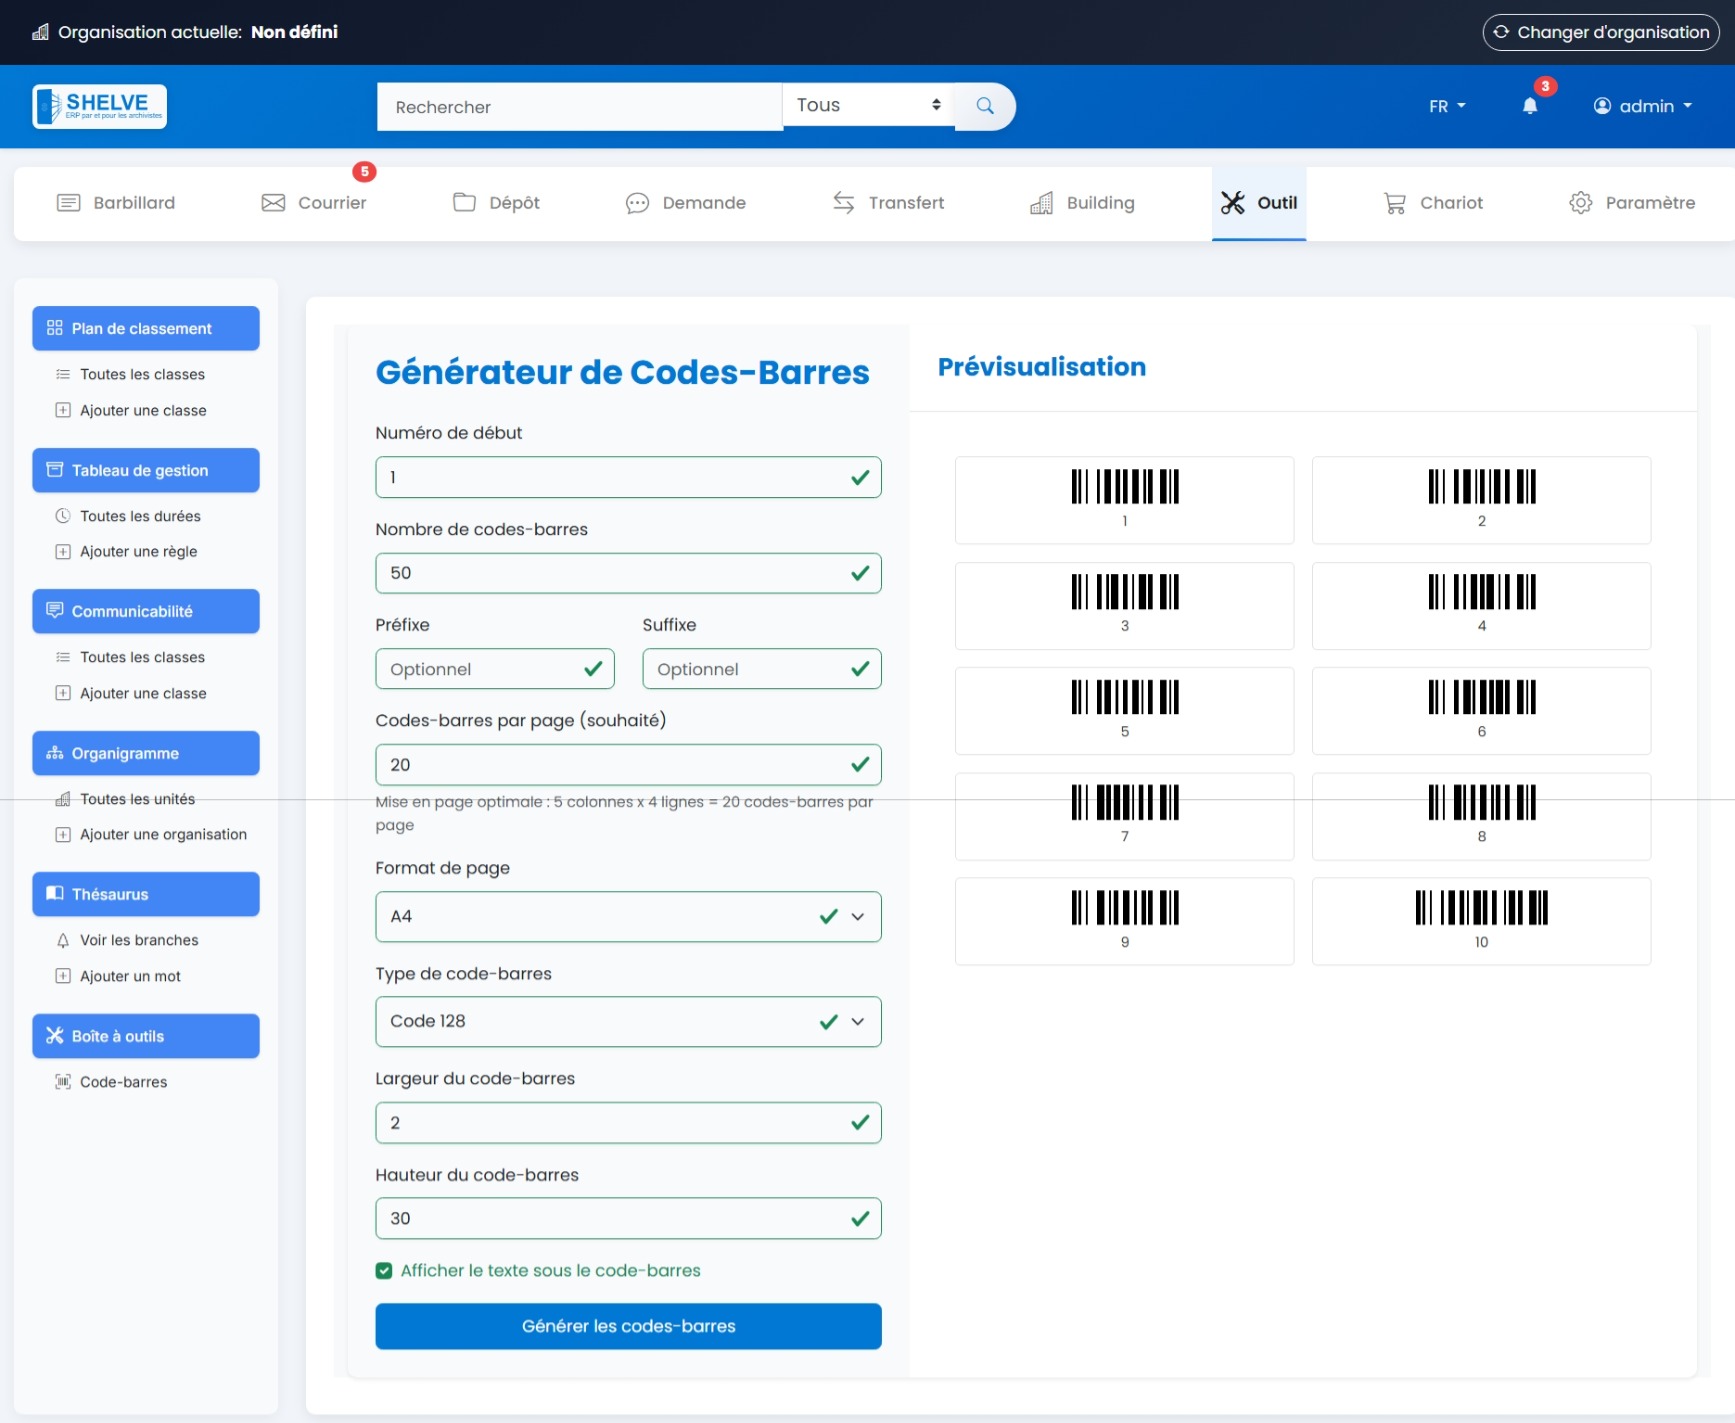 Organisation actuelle: Non défini
Changer d'organisation
SHELVE
ERP par et pour les archivistes
Rechercher
Tous
FR
3
admin
Barbillard
Courrier
5
Dépôt
Demande
Transfert
Building
Outil
Chariot
Paramètre
Plan de classement
Toutes les classes
Ajouter une classe
Tableau de gestion
Toutes les durées
Ajouter une règle
Communicabilité
Toutes les classes
Ajouter une classe
Organigramme
Toutes les unités
Ajouter une organisation
Thésaurus
Voir les branches
Ajouter un mot
Boîte à outils
Code-barres
Générateur de Codes-Barres
Numéro de début
1
Nombre de codes-barres
50
Préfixe
Suffixe
Optionnel
Optionnel
Codes-barres par page (souhaité)
20
Mise en page optimale : 5 colonnes x 4 lignes = 20 codes-barres par
page
Format de page
A4
Type de code-barres
Code 128
Largeur du code-barres
2
Hauteur du code-barres
30
Afficher le texte sous le code-barres
Générer les codes-barres
Prévisualisation
1
2
3
4
5
6
7
8
9
10